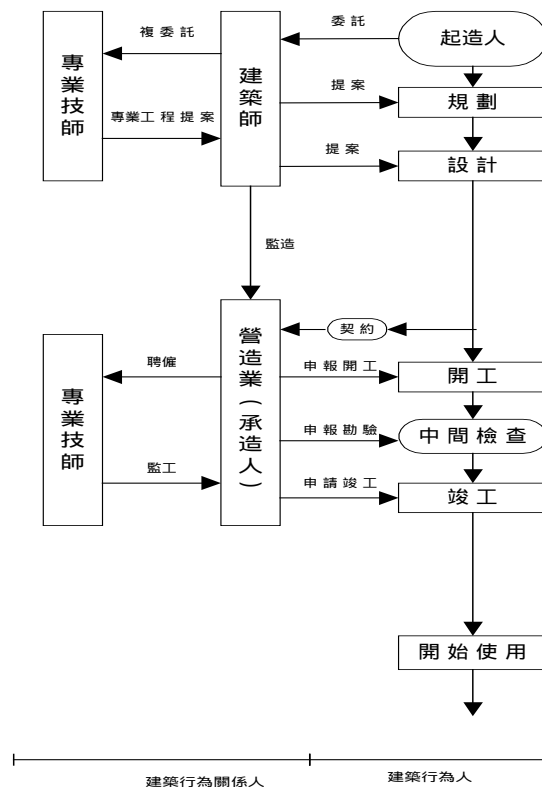 複委託
委託
起造人
專業技師
建築師
提案
規劃
專業工程提案
提案
設計
監造
契約
營造業(承造人)
專業技師
聘僱
申報開工
開工
申報勘驗
中間檢查
監工
申請竣工
竣工
開始使用
建築行為關係人
建築行為人